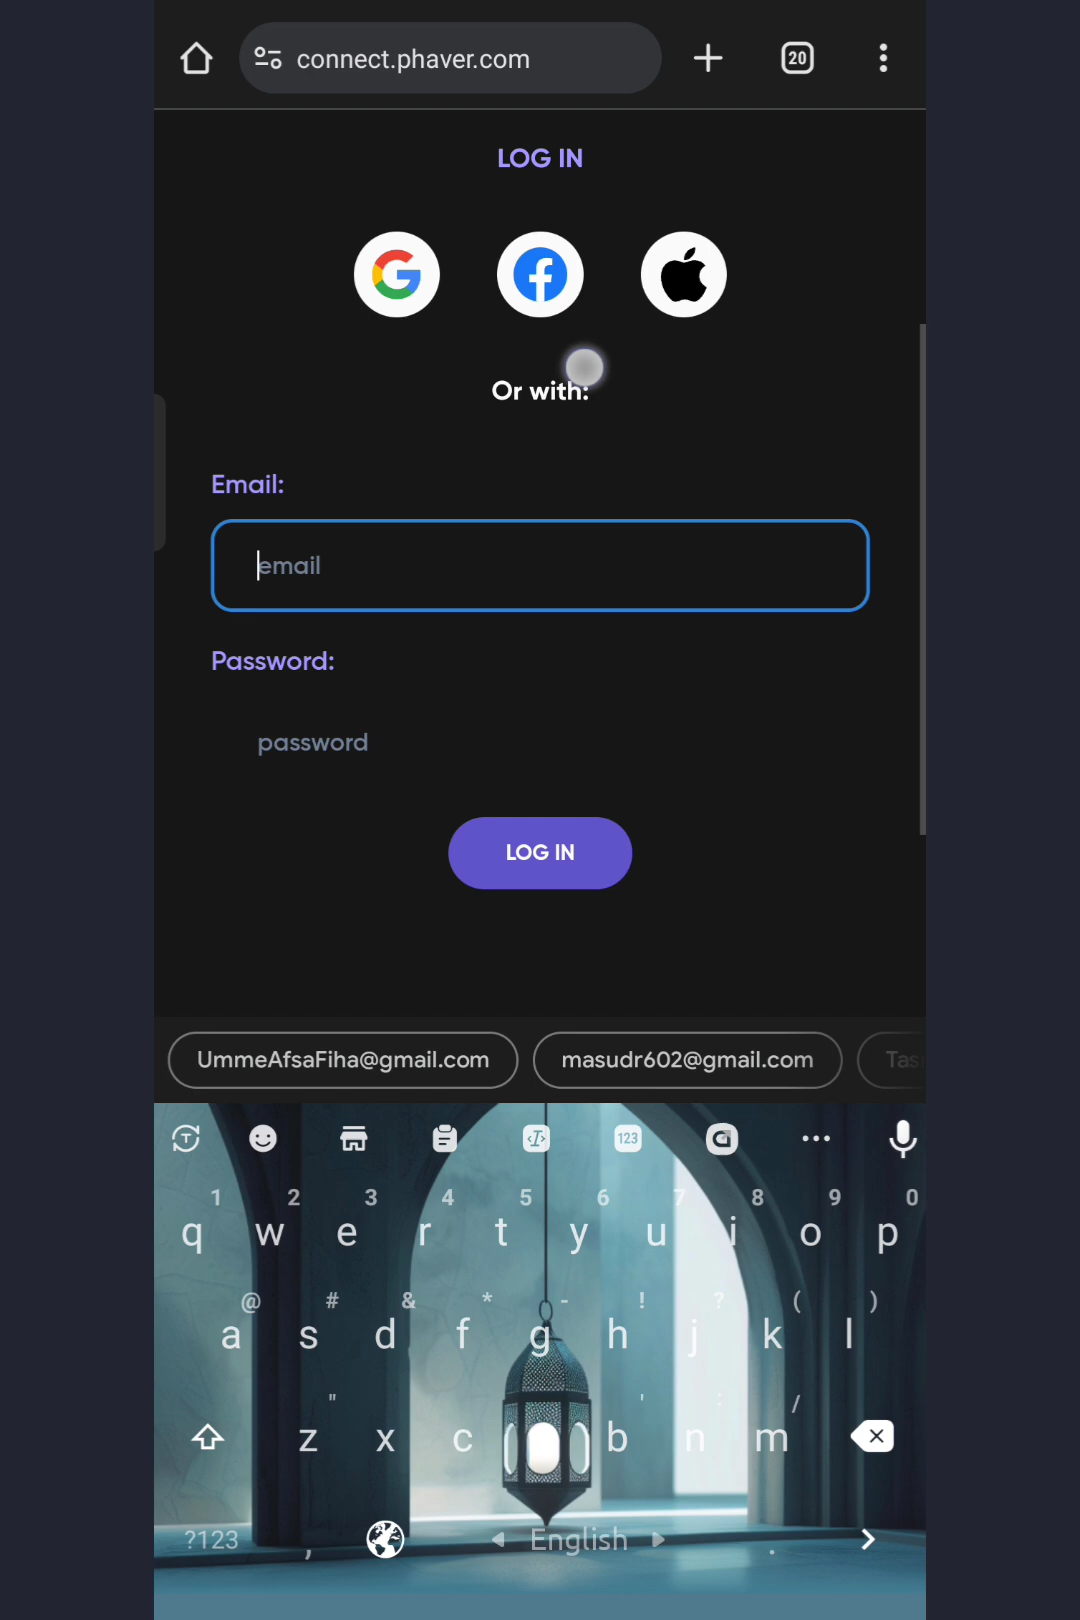 connect.phaver.com
20
LOG IN
Or with:
Email:
email
Password:
password
LOG IN
UmmeAfsaFiha@gmail.com masudr602@gmail.com
T 123
1 2 3 4 5 6 7 8 9 0
q w e r t y u i o p
@ # & * - ! ? ( )
a s d f g h j k l
" ' : /
z x c b n m
?123 , English .